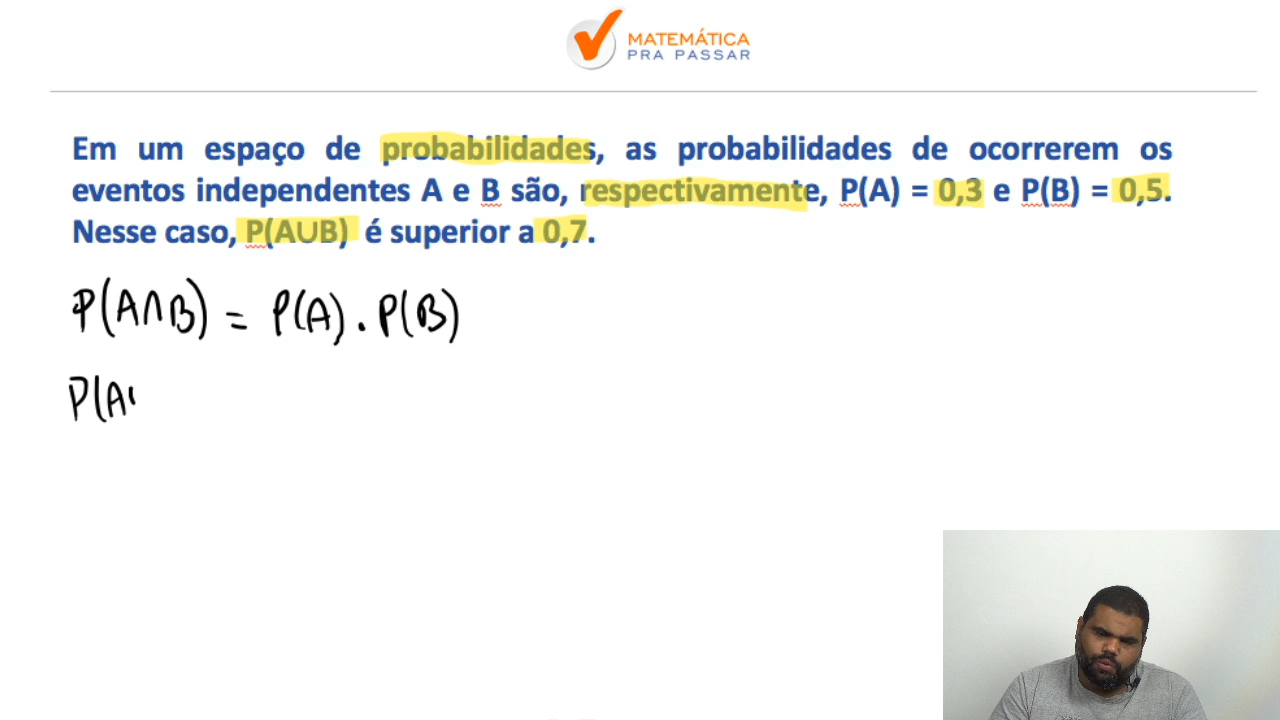 MATEMÁTICA
PRA PASSAR
Em um espaço de probabilidades, as probabilidades de ocorrerem os
eventos independentes A e B são, respectivamente, P(A) = 0,3 e P(B) = 0,5.
Nesse caso, P(A∪B) é superior a 0,7.
P(A∩B) = P(A) . P(B)
P(A